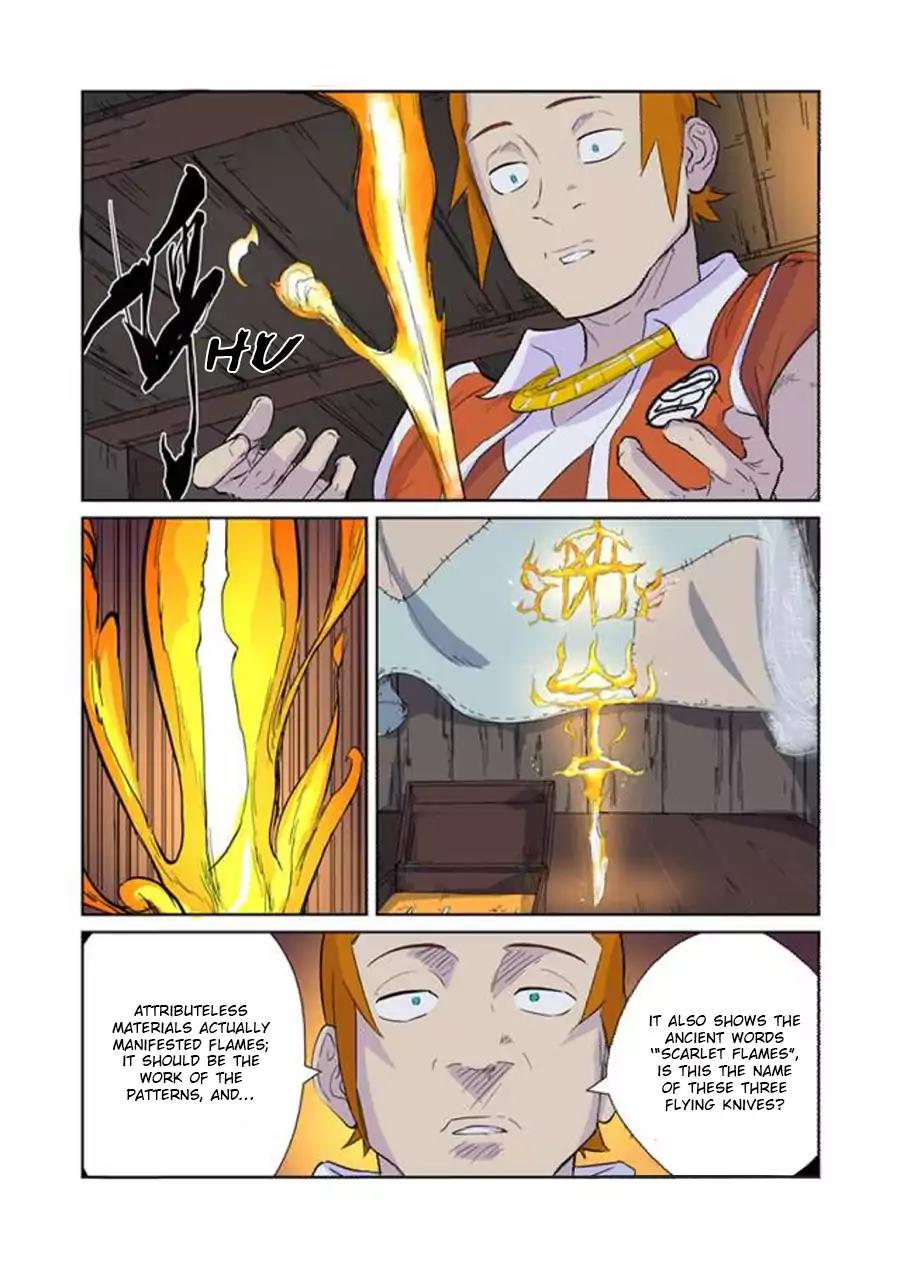 HU
ATTRIBUTELESS
MATERIALS ACTUALLY
MANIFESTED FLAMES;
IT SHOULD BE THE
WORK OF THE
PATTERNS, AND...
IT ALSO SHOWS THE
ANCIENT WORDS
'"SCARLET FLAMES",
IS THIS THE NAME
OF THESE THREE
FLYING KNIVES?